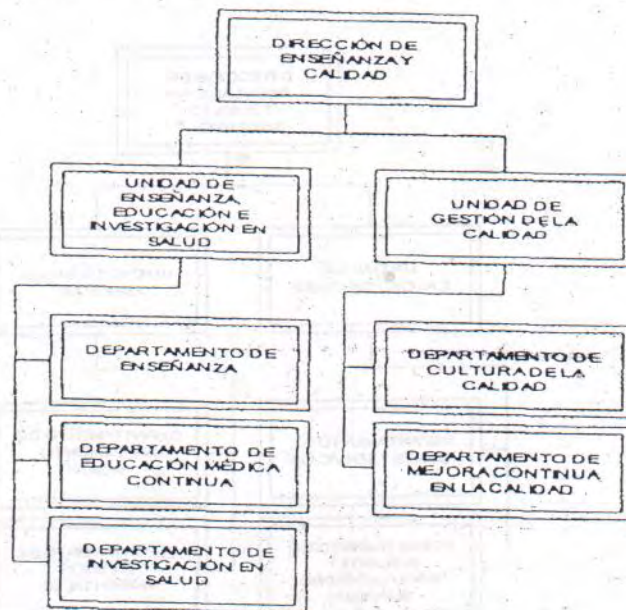 DIRECCIÓN DE
ENSEÑANZA Y
CALIDAD
UNIDAD DE
ENSEÑANZA,
EDUCACIÓN E
INVESTIGACIÓN EN
SALUD
UNIDAD DE
GESTIÓN DE LA
CALIDAD
DEPARTAMENTO DE
ENSEÑANZA
DEPARTAMENTO DE
EDUCACIÓN MÉDICA
CONTINUA
DEPARTAMENTO DE
INVESTIGACIÓN EN
SALUD
DEPARTAMENTO DE
CULTURA DE LA
CALIDAD
DEPARTAMENTO DE
MEJORA CONTINUA
EN LA CALIDAD